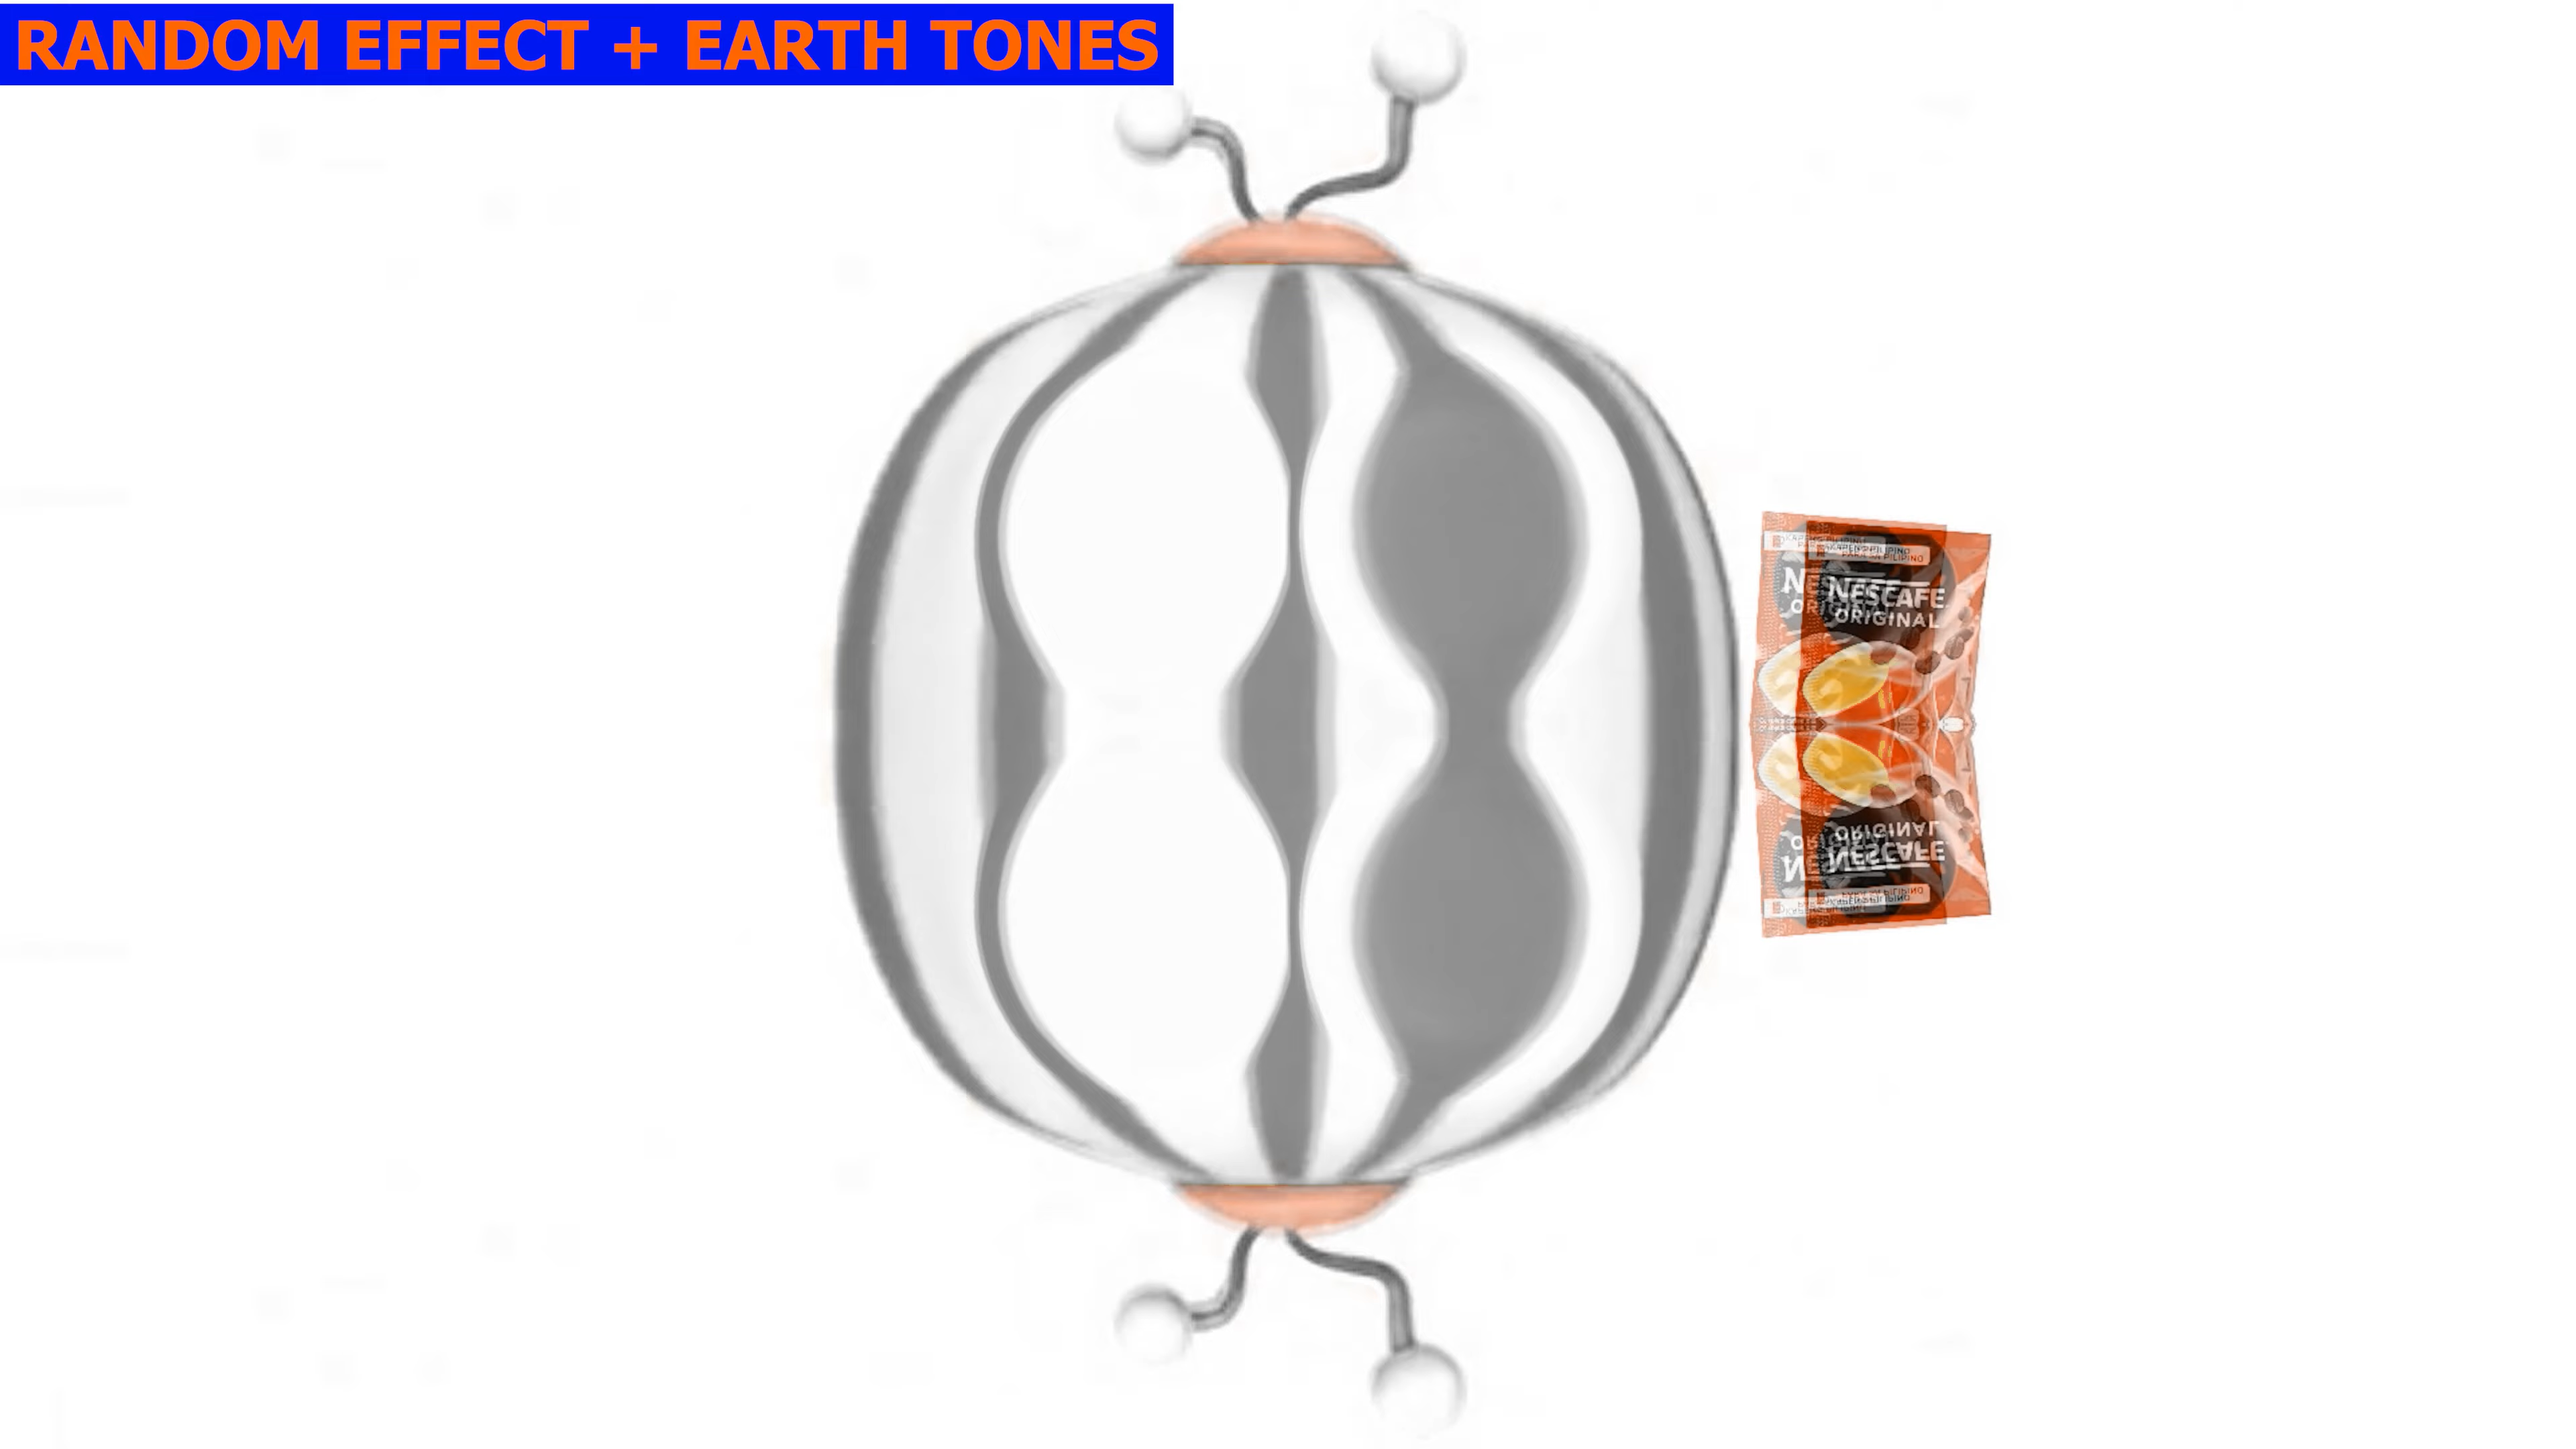 RANDOM EFFECT + EARTH TONES
NESCAFE
ORIGINAL
ORIGINAL
NESCAFE